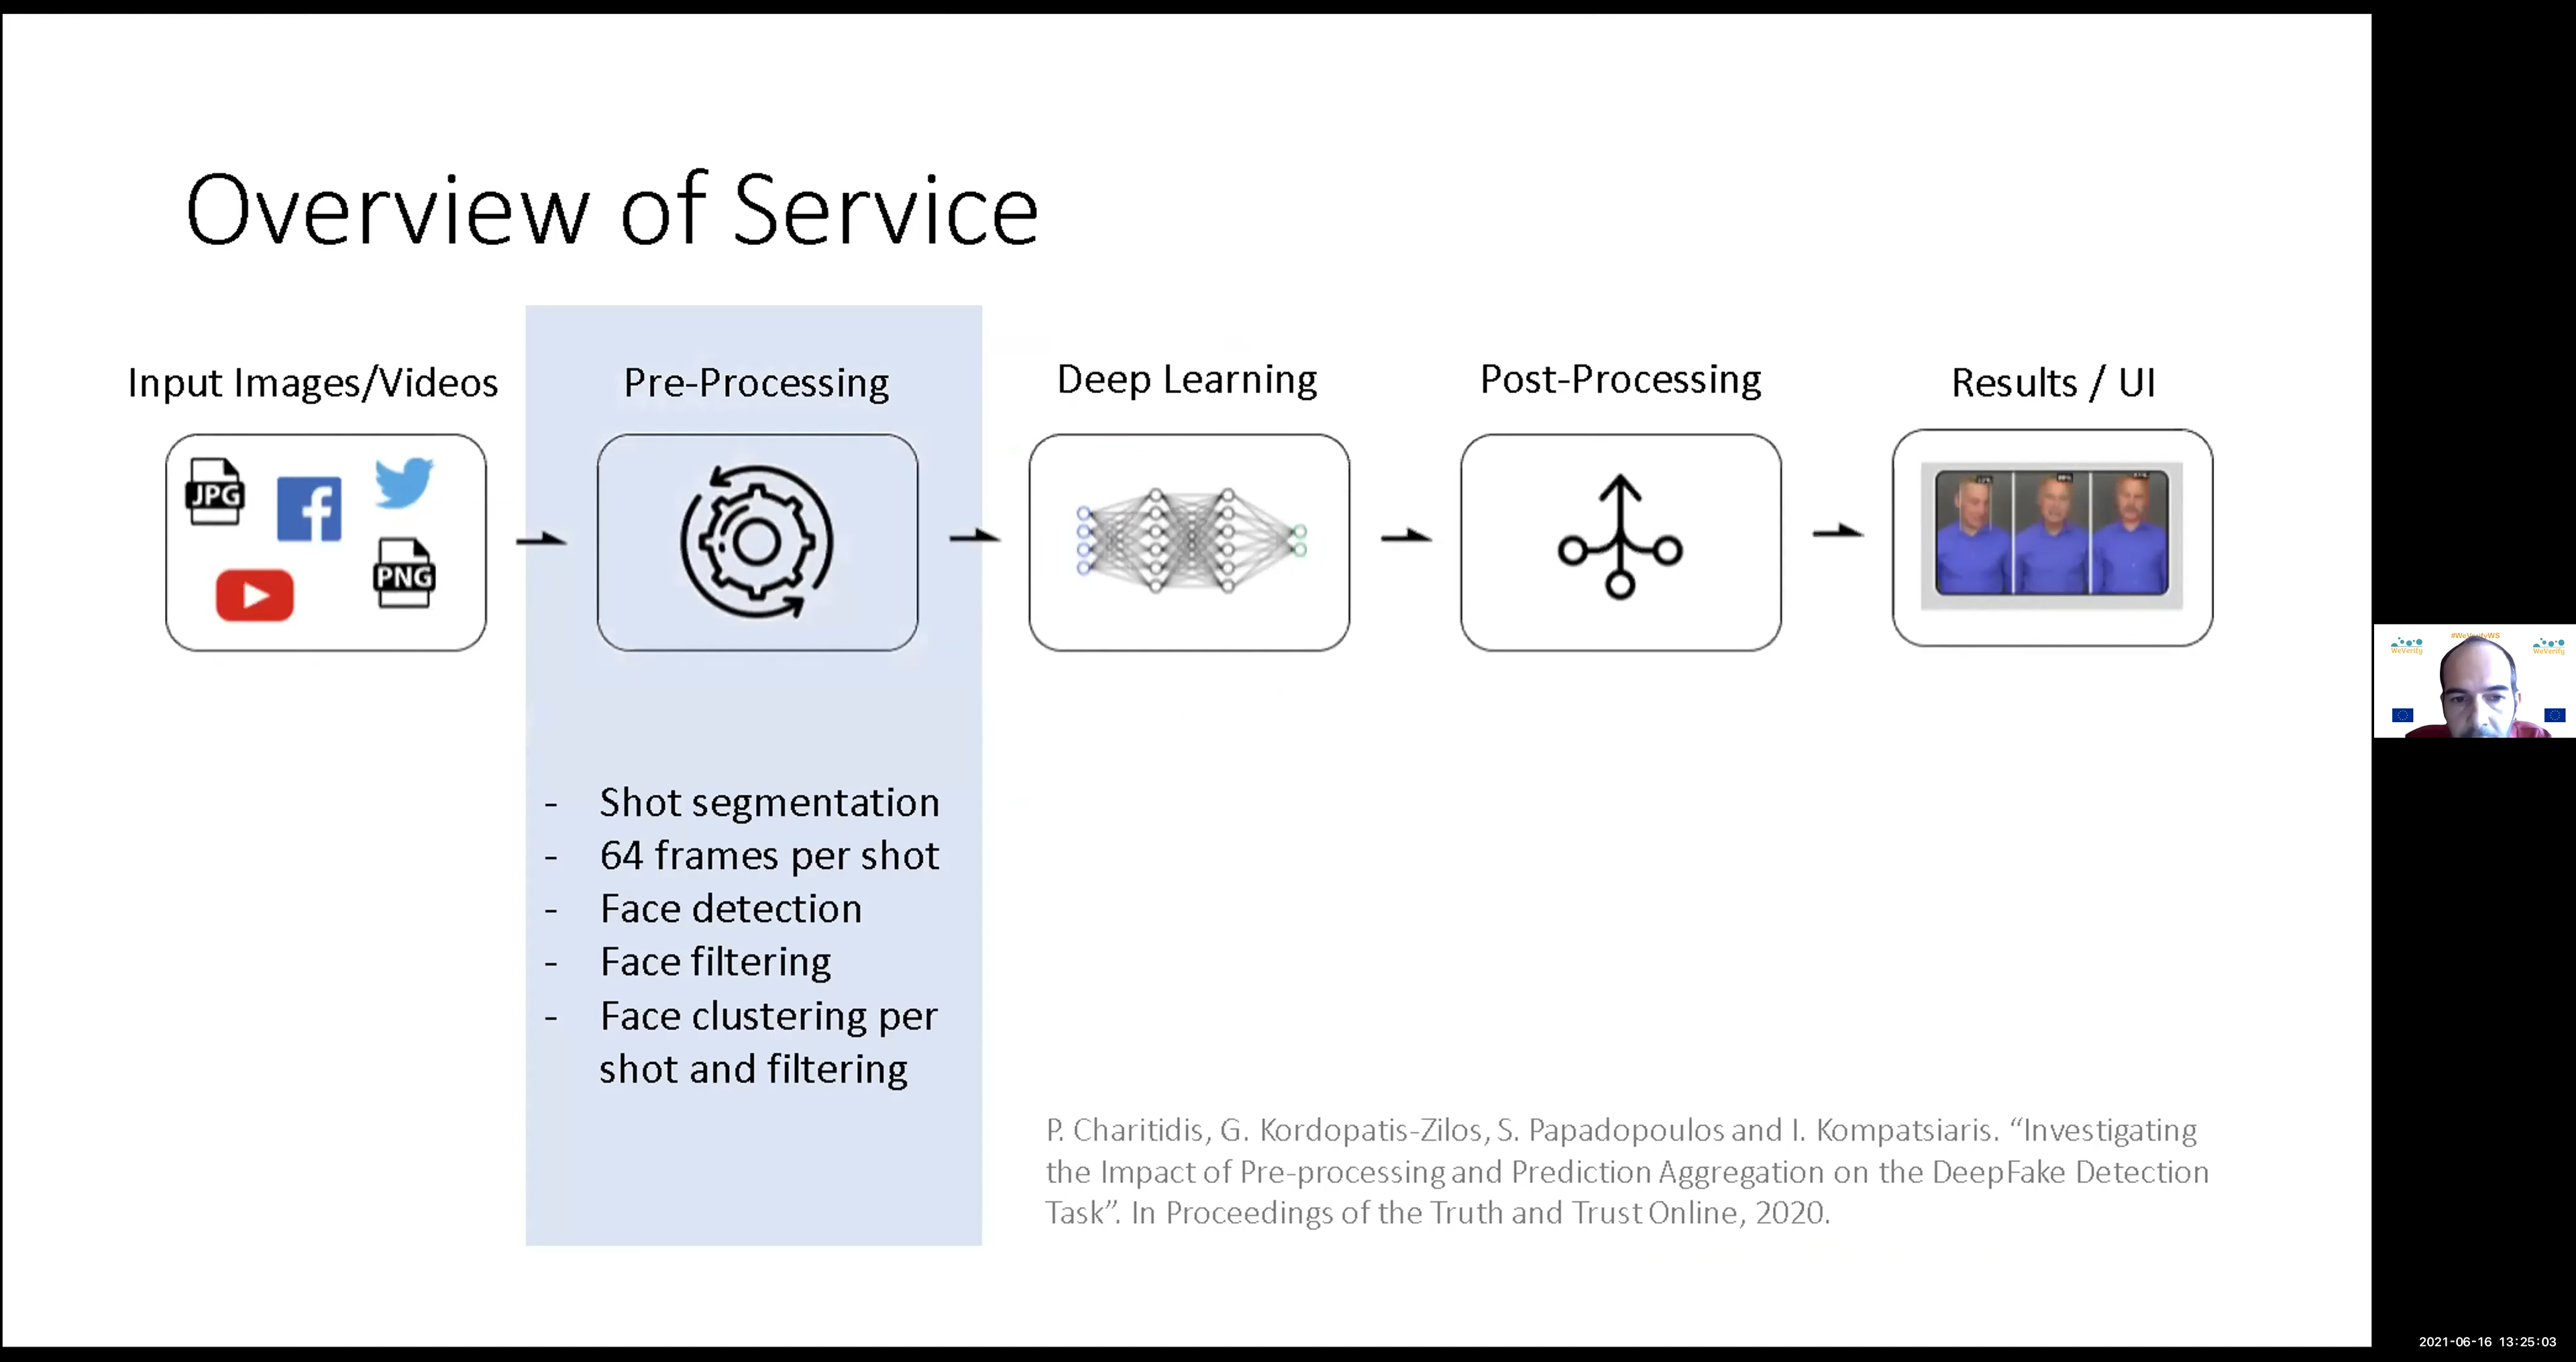 Overview of Service
Input Images/Videos
Pre-Processing
Deep Learning
Post-Processing
Results / UI
JPG
PNG
- Shot segmentation
- 64 frames per shot
- Face detection
- Face filtering
- Face clustering per
shot and filtering
P. Charitidis, G. Kordopatis-Zilos, S. Papadopoulos and I. Kompatsiaris. “Investigating
the Impact of Pre-processing and Prediction Aggregation on the DeepFake Detection
Task”. In Proceedings of the Truth and Trust Online, 2020.
WeVerify
WeVerify
2021-06-16 13:25:03